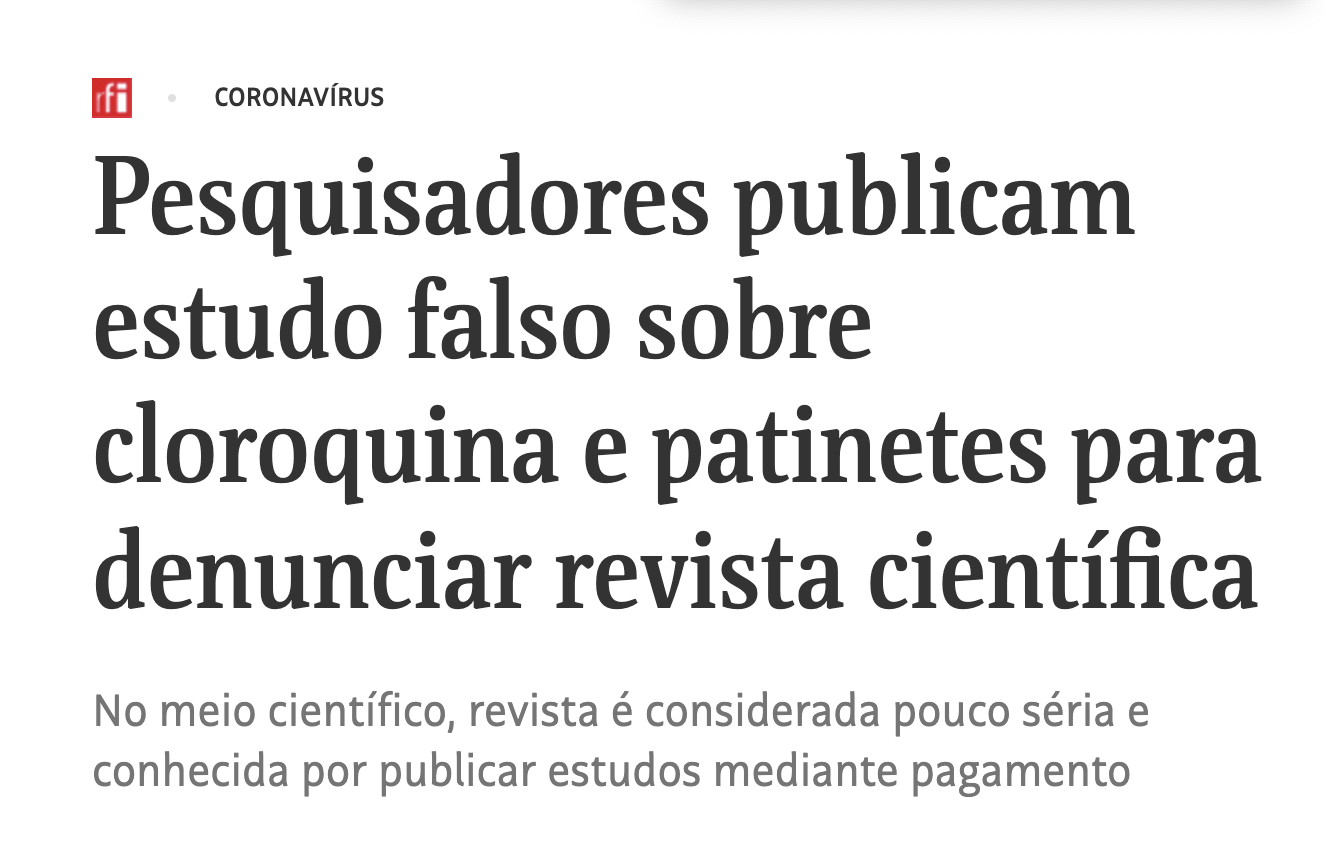 rfi
CORONAVÍRUS
Pesquisadores publicam
estudo falso sobre
cloroquina e patinetes para
denunciar revista científica
No meio científico, revista é considerada pouco séria e
conhecida por publicar estudos mediante pagamento